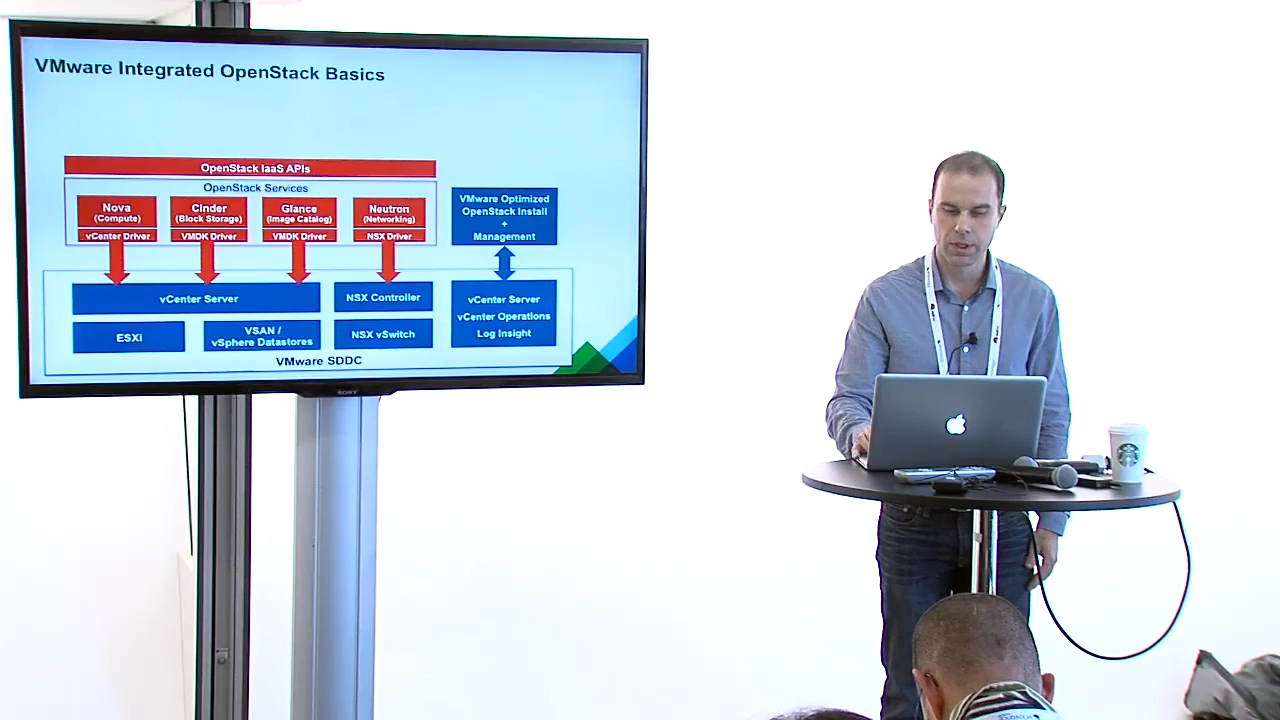 VMware Integrated OpenStack Basics
OpenStack IaaS APIs
OpenStack Services
Nova
(Compute)
vCenter Driver
Cinder
(Block Storage)
VMDK Driver
Glance
(Image Catalog)
VMDK Driver
Neutron
(Networking)
NSX Driver
VMware Optimized
OpenStack Install
+
Management
vCenter Server
NSX Controller
ESXi
VSAN /
vSphere Datastores
NSX vSwitch
vCenter Server
vCenter Operations
Log Insight
VMware SDDC
SONY